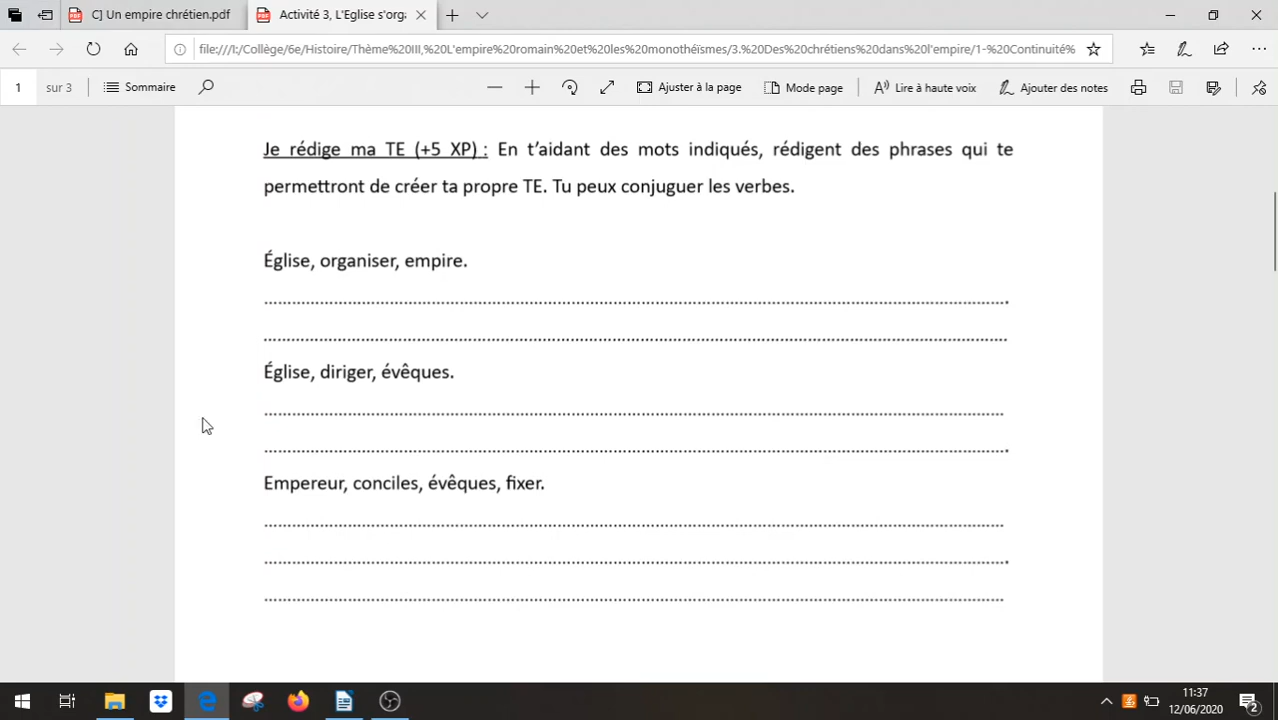 C] Un empire chrétien.pdf
Activité 3, L'Eglise s'orga
file:///I:/Collège/6e/Histoire/Thème%20III,%20L'empire%20romain%20et%20les%20monothéïsmes/3.%20Des%20chrétiens%20dans%20l'empire/1-%20Continuité%
1 sur 3
Sommaire
Ajuster à la page
Mode page
Lire à haute voix
Ajouter des notes
Je rédige ma TE (+5 XP) : En t’aidant des mots indiqués, rédigent des phrases qui te
permettront de créer ta propre TE. Tu peux conjuguer les verbes.
Église, organiser, empire.
Église, diriger, évêques.
Empereur, conciles, évêques, fixer.
11:37
12/06/2020
2